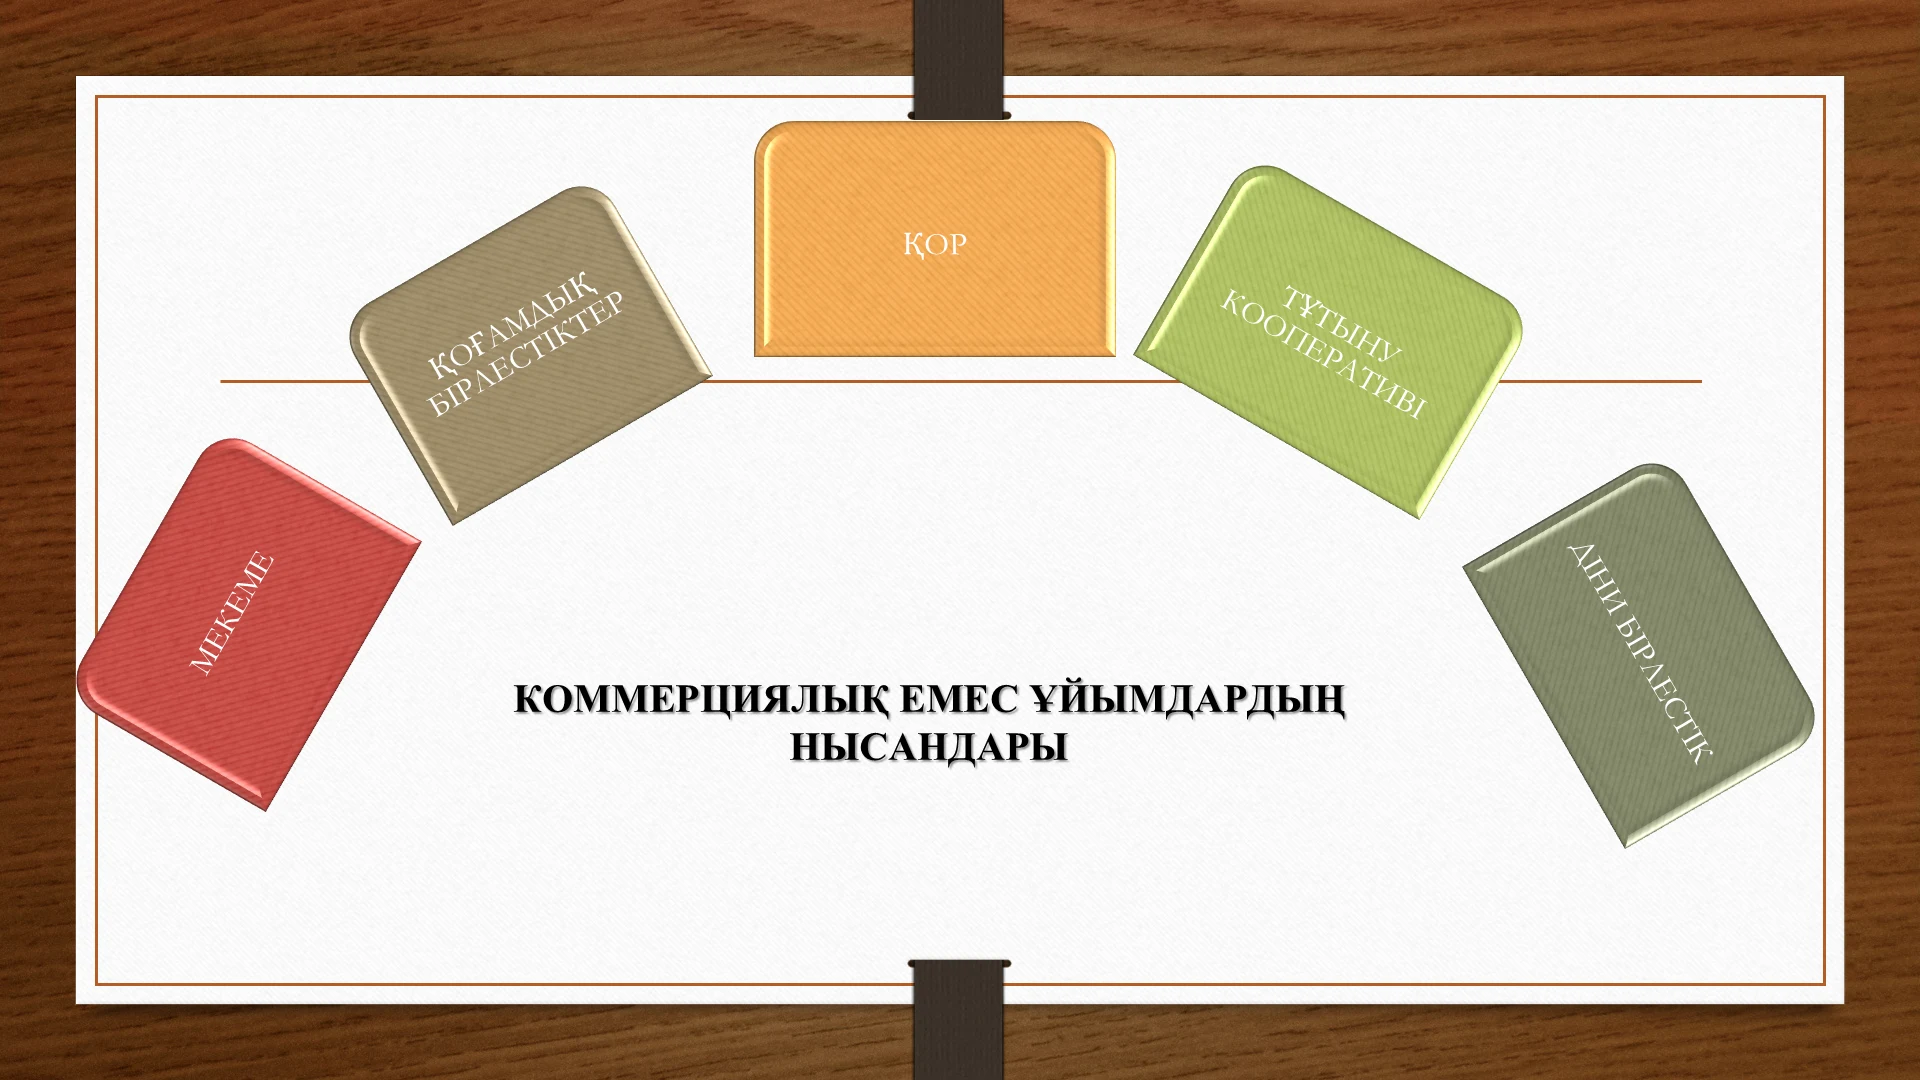 МЕКЕМЕ
ҚОҒАМДЫҚ
БІРЛЕСТІКТЕР
ҚОР
ТҰТЫНУ
КООПЕРАТИВІ
ДІНИ БІРЛЕСТІК
КОММЕРЦИЯЛЫҚ ЕМЕС ҰЙЫМДАРДЫҢ
НЫСАНДАРЫ